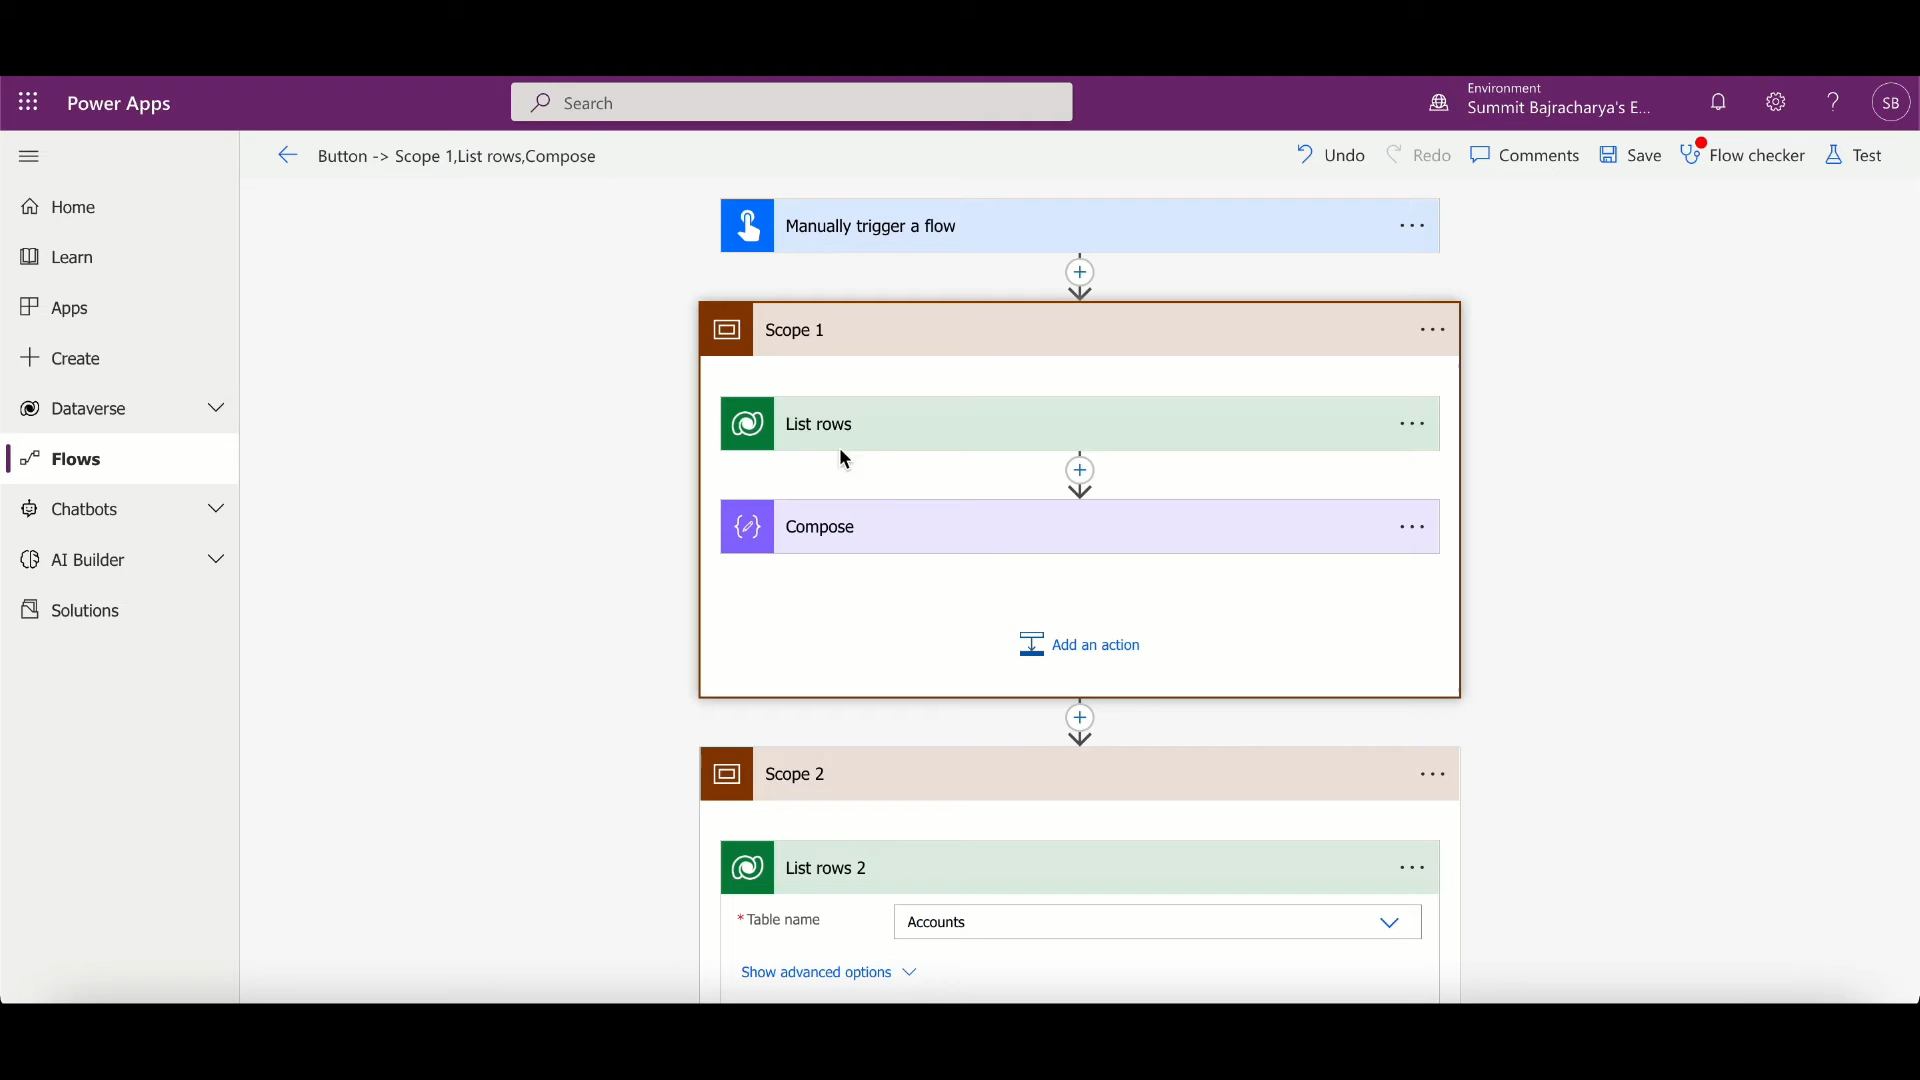 Power Apps
Search
Environment
Summit Bajracharya's E...
?
SB
Button -> Scope 1,List rows,Compose
Undo
Redo
Comments
Save
Flow checker
Test
Home
Learn
Apps
Create
Dataverse
Flows
Chatbots
AI Builder
Solutions
Manually trigger a flow
...
Scope 1
...
List rows
...
Compose
...
Add an action
Scope 2
...
List rows 2
...
* Table name
Accounts
Show advanced options